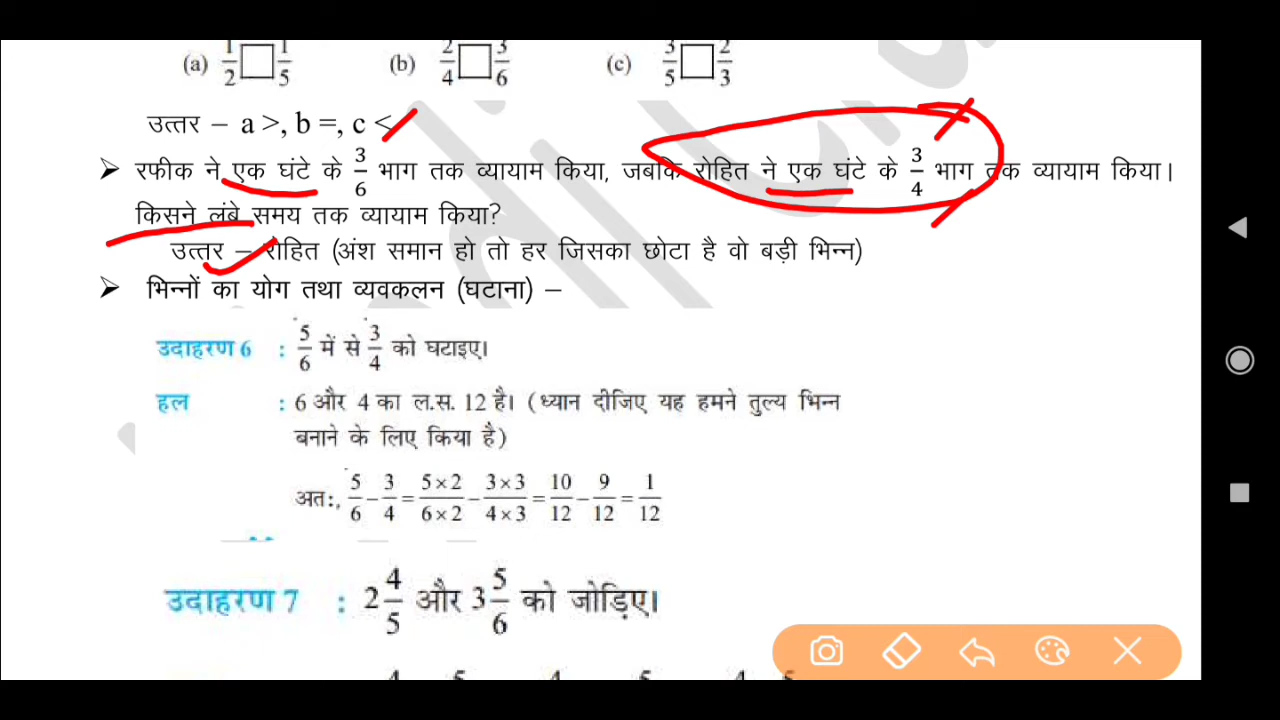 (a) 1/2 □ 1/5 (b) 2/4 □ 3/6 (c) 3/5 □ 2/3
उत्तर – a >, b =, c <
➢ रफीक ने एक घंटे के 3/6 भाग तक व्यायाम किया, जबकि रोहित ने एक घंटे के 3/4 भाग तक व्यायाम किया।
किसने लंबे समय तक व्यायाम किया?
उत्तर – रोहित (अंश समान हो तो हर जिसका छोटा है वो बड़ी भिन्न)
➢ भिन्नों का योग तथा व्यवकलन (घटाना) –
उदाहरण 6 : 5/6 में से 3/4 को घटाइए।
हल : 6 और 4 का ल.स. 12 है। (ध्यान दीजिए यह हमने तुल्य भिन्न
बनाने के लिए किया है)
अतः, 5/6 – 3/4 = 5×2/6×2 – 3×3/4×3 = 10/12 – 9/12 = 1/12
उदाहरण 7 : 2 4/5 और 3 5/6 को जोड़िए।